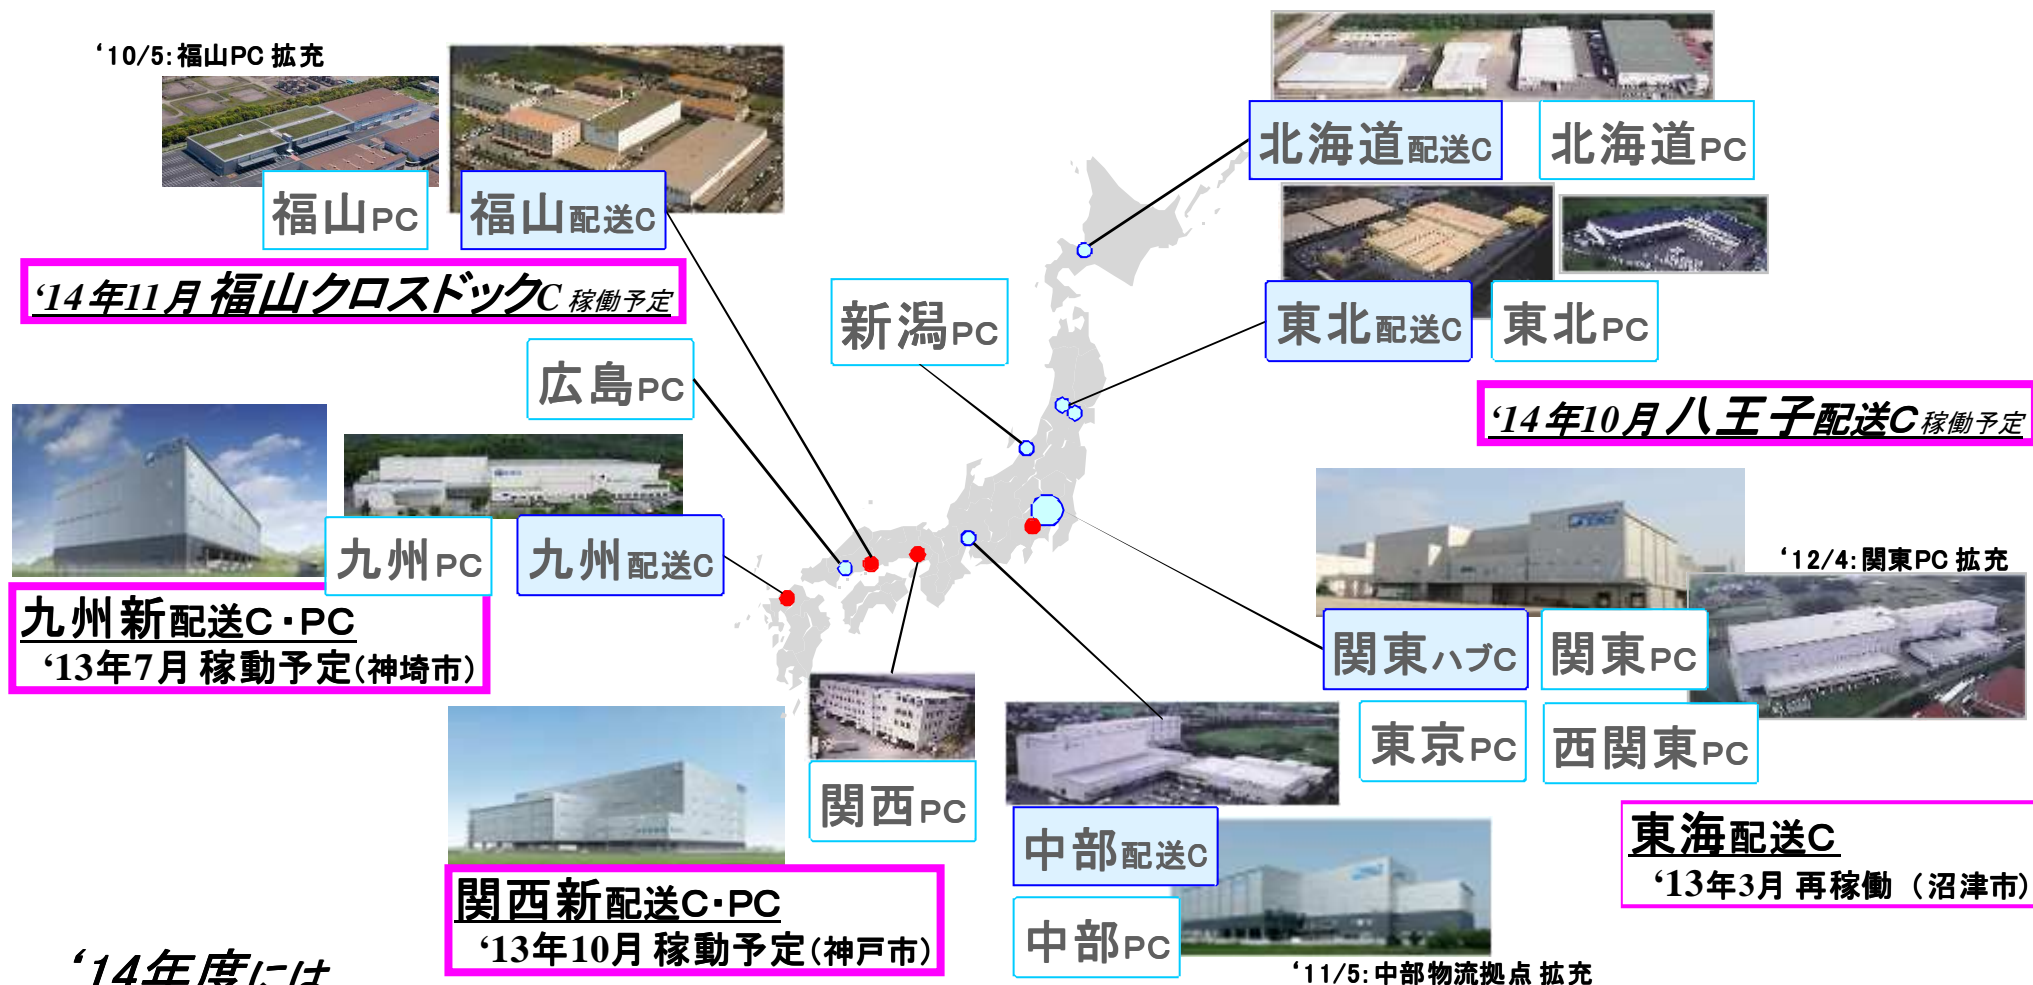 ‘10/5:福山PC 拡充
福山PC
福山配送C
‘14年11月 福山クロスドックC 稼働予定
広島PC
新潟PC
北海道配送C
北海道PC
東北配送C
東北PC
‘14年10月 八王子配送C 稼働予定
九州PC
九州配送C
九州新配送C・PC
‘13年7月 稼動予定(神埼市)
関西PC
関西新配送C・PC
‘13年10月 稼動予定(神戸市)
‘12/4:関東PC 拡充
関東ハブC
関東PC
東京PC
西関東PC
中部配送C
中部PC
‘11/5:中部物流拠点 拡充
東海配送C
‘13年3月 再稼働 (沼津市)
‘14年度には